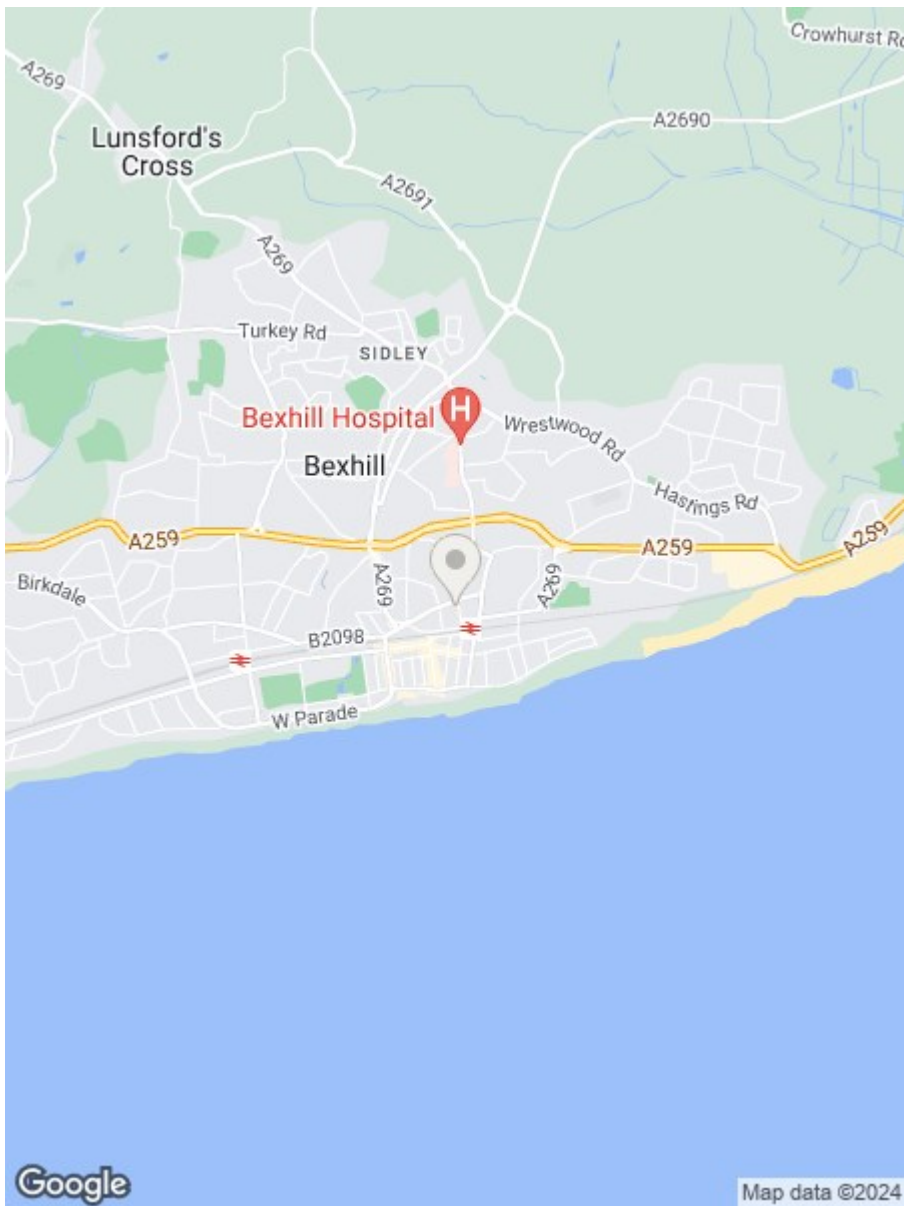 Crowhurst Rd
A269
A2690
Lunsford's
Cross
A2691
A269
Turkey Rd
SIDLEY
Bexhill Hospital
H
Wrestwood Rd
Bexhill
Hastings Rd
A259
A259
A259
Birkdale
A269
A269
B2098
W Parade
Google
Map data ©2024